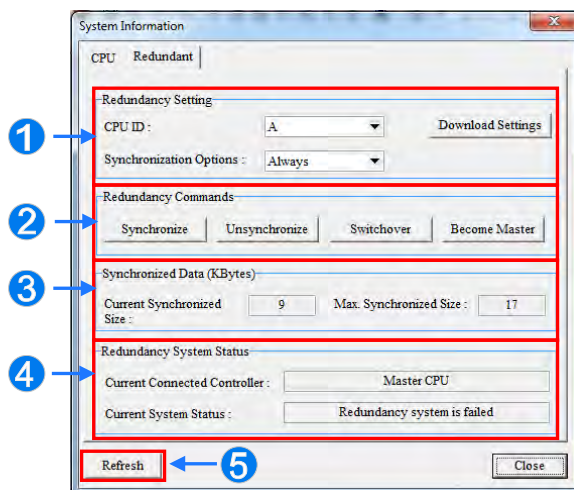 System Information
x
CPU Redundant
Redundancy Setting
1
CPU ID : A Download Settings
Synchronization Options : Always
Redundancy Commands
2
Synchronize Unsynchronize Switchover Become Master
Synchronized Data (KBytes)
3
Current Synchronized Size : 9 Max. Synchronized Size : 17
Redundancy System Status
4
Current Connected Controller : Master CPU
Current System Status : Redundancy system is failed
Refresh 5 Close